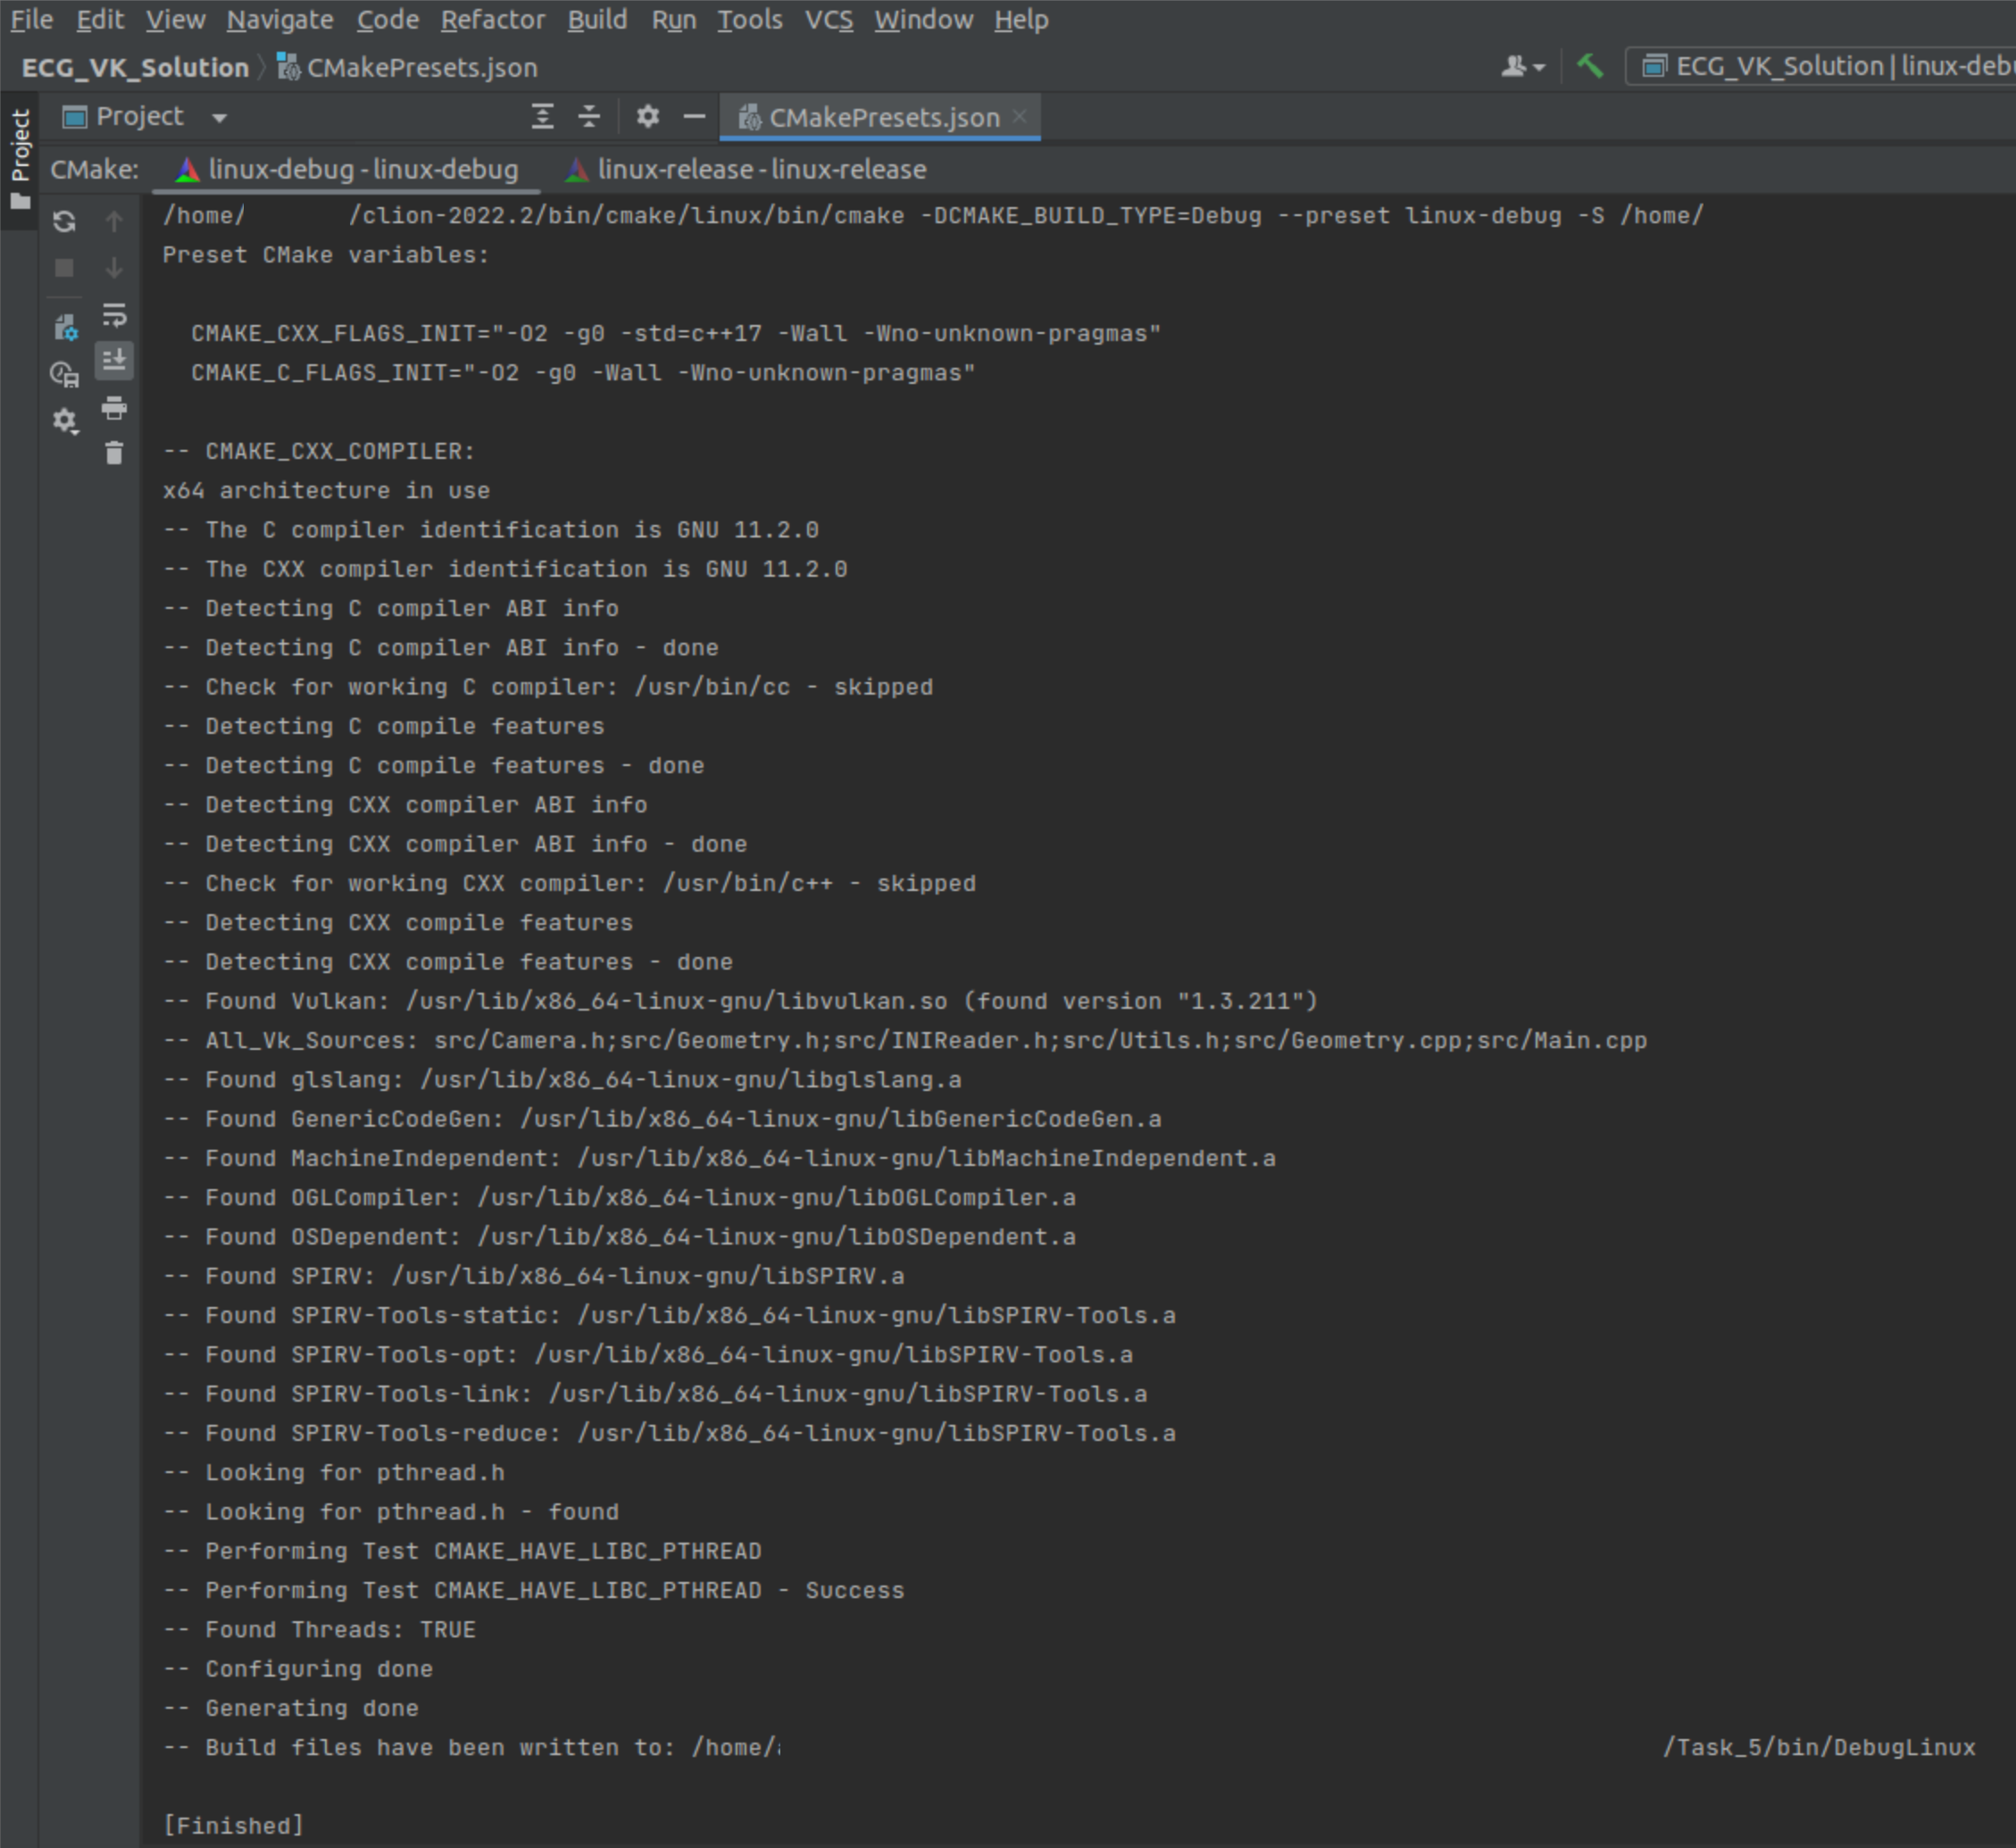 File Edit View Navigate Code Refactor Build Run Tools VCS Window Help
ECG_VK_Solution CMakePresets.json ECG_VK_Solution | linux-debu
Project Project CMakePresets.json
CMake: linux-debug - linux-debug linux-release - linux-release
/home/ /clion-2022.2/bin/cmake/linux/bin/cmake -DCMAKE_BUILD_TYPE=Debug --preset linux-debug -S /home/
Preset CMake variables:
CMAKE_CXX_FLAGS_INIT="-O2 -g0 -std=c++17 -Wall -Wno-unknown-pragmas"
CMAKE_C_FLAGS_INIT="-O2 -g0 -Wall -Wno-unknown-pragmas"
-- CMAKE_CXX_COMPILER:
x64 architecture in use
-- The C compiler identification is GNU 11.2.0
-- The CXX compiler identification is GNU 11.2.0
-- Detecting C compiler ABI info
-- Detecting C compiler ABI info - done
-- Check for working C compiler: /usr/bin/cc - skipped
-- Detecting C compile features
-- Detecting C compile features - done
-- Detecting CXX compiler ABI info
-- Detecting CXX compiler ABI info - done
-- Check for working CXX compiler: /usr/bin/c++ - skipped
-- Detecting CXX compile features
-- Detecting CXX compile features - done
-- Found Vulkan: /usr/lib/x86_64-linux-gnu/libvulkan.so (found version "1.3.211")
-- All_Vk_Sources: src/Camera.h;src/Geometry.h;src/INIReader.h;src/Utils.h;src/Geometry.cpp;src/Main.cpp
-- Found glslang: /usr/lib/x86_64-linux-gnu/libglslang.a
-- Found GenericCodeGen: /usr/lib/x86_64-linux-gnu/libGenericCodeGen.a
-- Found MachineIndependent: /usr/lib/x86_64-linux-gnu/libMachineIndependent.a
-- Found OGLCompiler: /usr/lib/x86_64-linux-gnu/libOGLCompiler.a
-- Found OSDependent: /usr/lib/x86_64-linux-gnu/libOSDependent.a
-- Found SPIRV: /usr/lib/x86_64-linux-gnu/libSPIRV.a
-- Found SPIRV-Tools-static: /usr/lib/x86_64-linux-gnu/libSPIRV-Tools.a
-- Found SPIRV-Tools-opt: /usr/lib/x86_64-linux-gnu/libSPIRV-Tools.a
-- Found SPIRV-Tools-link: /usr/lib/x86_64-linux-gnu/libSPIRV-Tools.a
-- Found SPIRV-Tools-reduce: /usr/lib/x86_64-linux-gnu/libSPIRV-Tools.a
-- Looking for pthread.h
-- Looking for pthread.h - found
-- Performing Test CMAKE_HAVE_LIBC_PTHREAD
-- Performing Test CMAKE_HAVE_LIBC_PTHREAD - Success
-- Found Threads: TRUE
-- Configuring done
-- Generating done
-- Build files have been written to: /home/ /Task_5/bin/DebugLinux
[Finished]